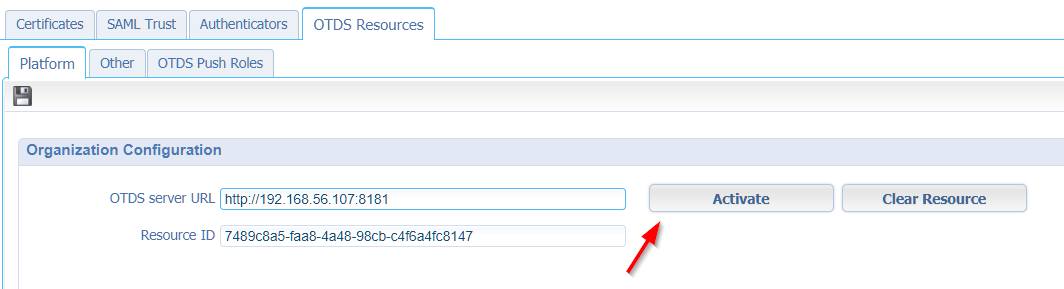 Certificates SAML Trust Authenticators OTDS Resources
Platform Other OTDS Push Roles
Organization Configuration
OTDS server URL http://192.168.56.107:8181 Activate Clear Resource
Resource ID 7489c8a5-faa8-4a48-98cb-c4f6a4fc8147